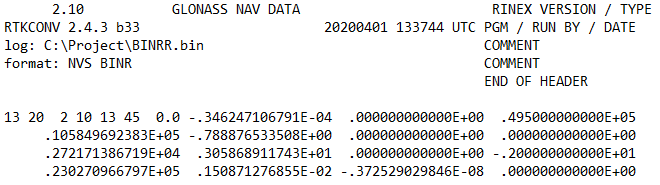 2.10 GLONASS NAV DATA RINEX VERSION / TYPE
RTKCONV 2.4.3 b33 20200401 133744 UTC PGM / RUN BY / DATE
log: C:\Project\BINRR.bin COMMENT
format: NVS BINR COMMENT
END OF HEADER
13 20 2 10 13 45 0.0 -.346247106791E-04 .000000000000E+00 .495000000000E+05
.105849692383E+05 -.788876533508E+00 .000000000000E+00 .000000000000E+00
.272171386719E+04 .305868911743E+01 .000000000000E+00 -.200000000000E+01
.230270966797E+05 .150871276855E-02 -.372529029846E-08 .000000000000E+00